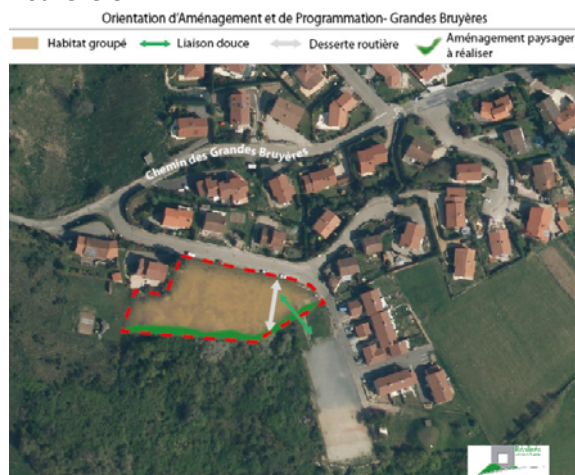 Orientation d'Aménagement et de Programmation- Grandes Bruyères
Habitat groupé
Liaison douce
Desserte routière
Aménagement paysager
à réaliser
Chemin des Grandes Bruyères